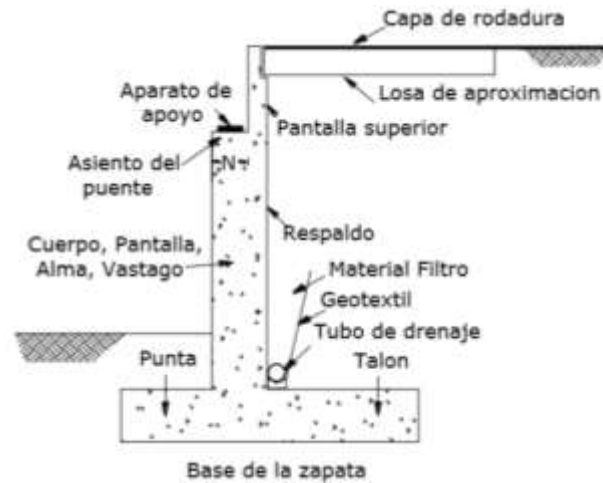 Capa de rodadura
Losa de aproximacion
Aparato de
apoyo
Pantalla superior
Asiento del
puente
N
Respaldo
Cuerpo, Pantalla,
Alma, Vastago
Material Filtro
Geotextil
Tubo de drenaje
Punta
Talon
Base de la zapata